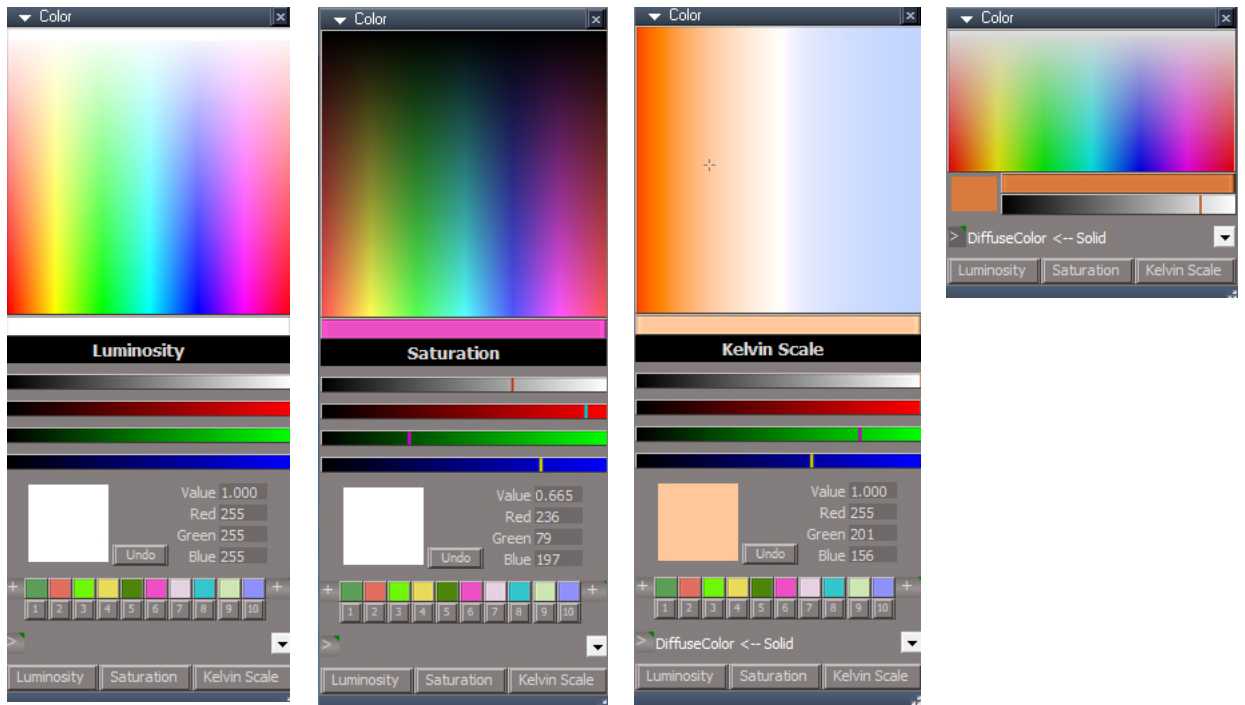 Color
Luminosity
Value 1.000
Red 255
Green 255
Undo Blue 255
+ +
1 2 3 4 5 6 7 8 9 10
>
Luminosity Saturation Kelvin Scale
Color
Saturation
Value 0.665
Red 236
Green 79
Undo Blue 197
+ +
1 2 3 4 5 6 7 8 9 10
>
Luminosity Saturation Kelvin Scale
Color
Kelvin Scale
Value 1.000
Red 255
Green 201
Undo Blue 156
+ +
1 2 3 4 5 6 7 8 9 10
> DiffuseColor <-- Solid
Luminosity Saturation Kelvin Scale
Color
> DiffuseColor <-- Solid
Luminosity Saturation Kelvin Scale